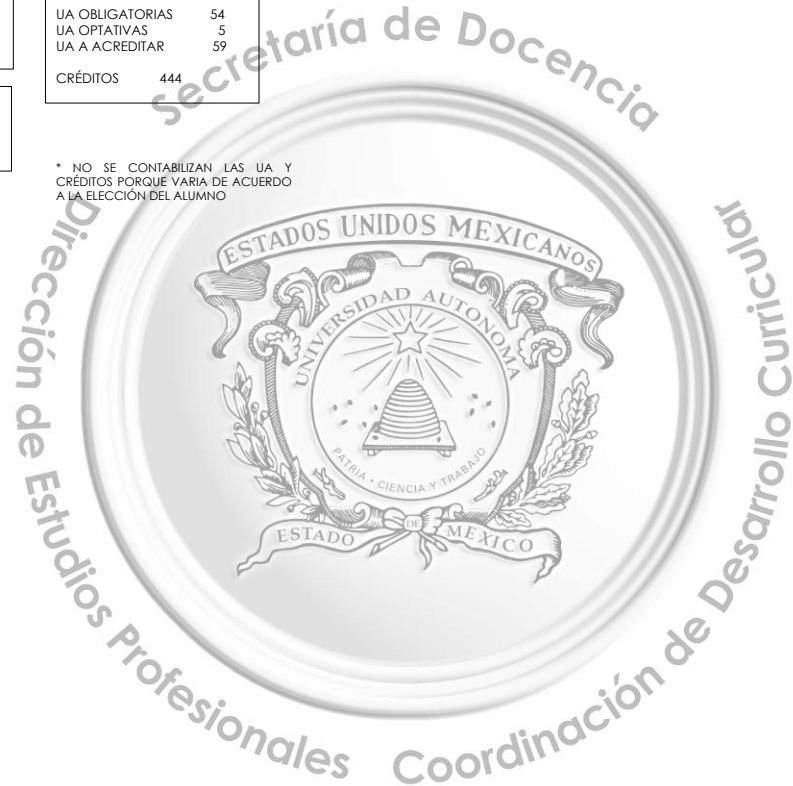 UA OBLIGATORIAS 54
UA OPTATIVAS 5
UA A ACREDITAR 59
CRÉDITOS 444
* NO SE CONTABILIZAN LAS UA Y
CRÉDITOS PORQUE VARIA DE ACUERDO
A LA ELECCIÓN DEL ALUMNO
Secretaría de Docencia
Dirección de Estudios Profesionales
Coordinación de Desarrollo Curricular
ESTADOS UNIDOS MEXICANOS
UNIVERSIDAD AUTONOMA
PATRIA • CIENCIA Y TRABAJO
ESTADO DE MEXICO